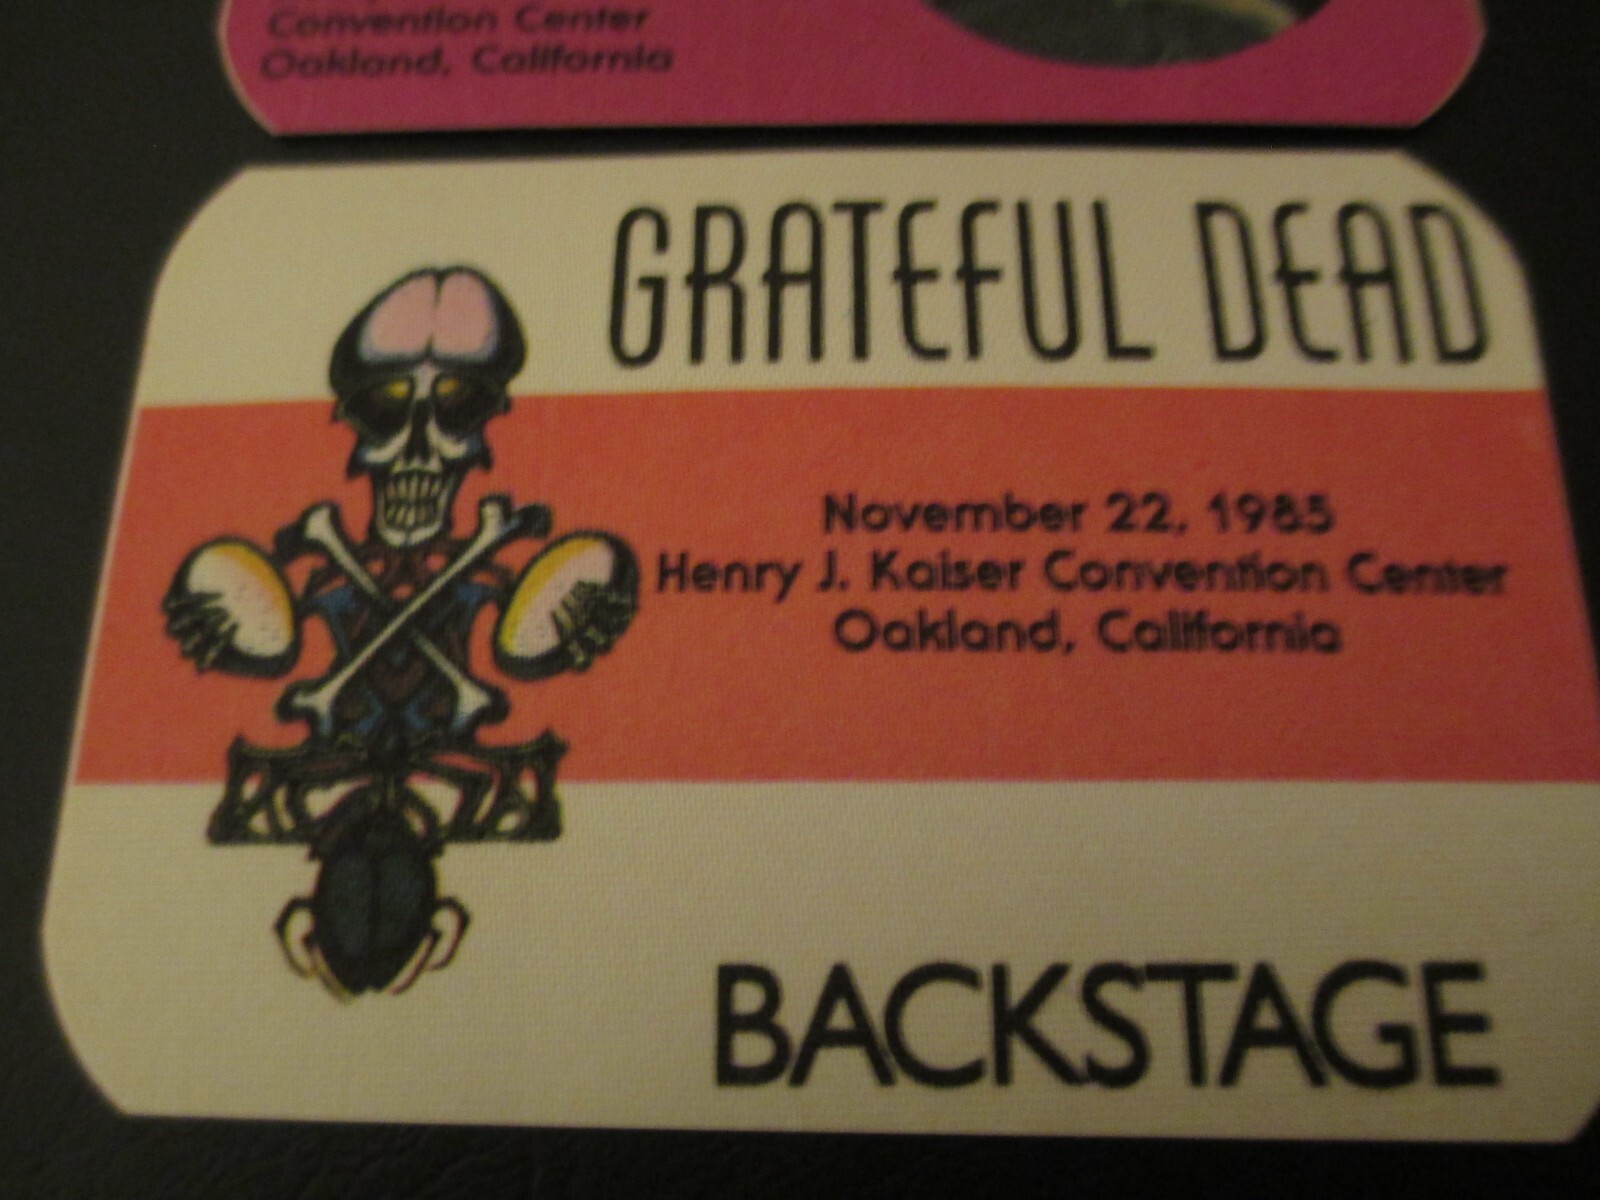 Convention Center
Oakland, California
GRATEFUL DEAD
November 22, 1985
Henry J. Kaiser Convention Center
Oakland, California
BACKSTAGE